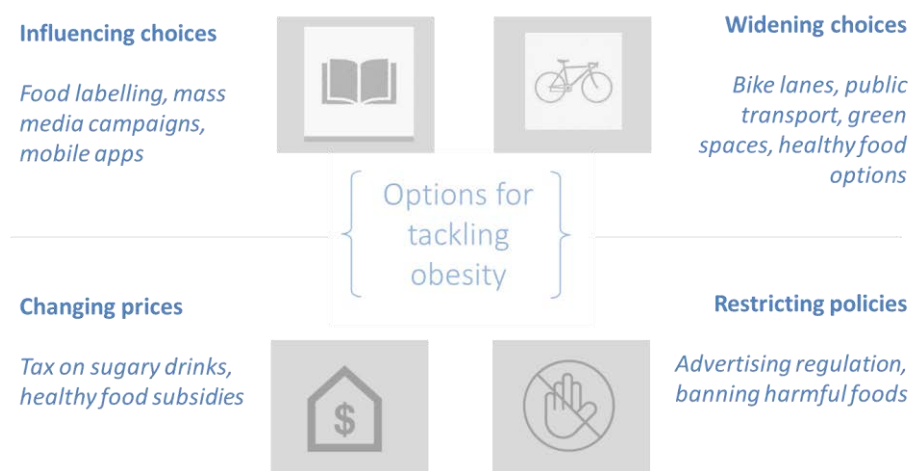 Influencing choices
Food labelling, mass
media campaigns,
mobile apps
Widening choices
Bike lanes, public
transport, green
spaces, healthy food
options
Options for
tackling
obesity
Changing prices
Tax on sugary drinks,
healthy food subsidies
$
Restricting policies
Advertising regulation,
banning harmful foods